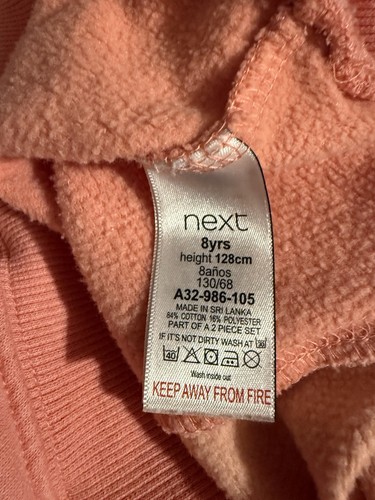 next
8yrs
height 128cm
8años
130/68
A32-986-105
MADE IN SRI LANKA
84% COTTON 16% POLYESTER
PART OF A 2 PIECE SET
IF IT'S NOT DIRTY WASH AT 30
40
Wash inside out
KEEP AWAY FROM FIRE